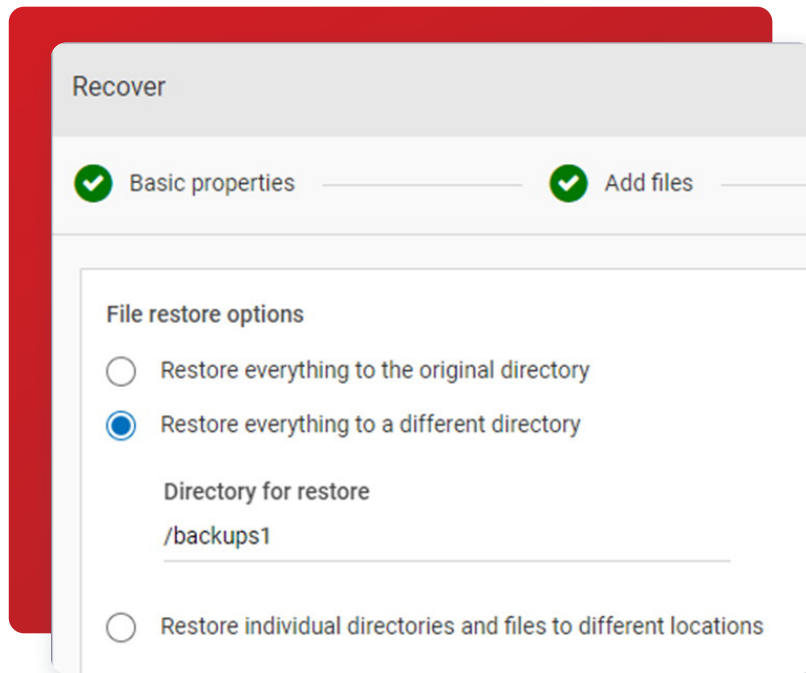 Recover
Basic properties
Add files
File restore options
Restore everything to the original directory
Restore everything to a different directory
Directory for restore
/backups1
Restore individual directories and files to different locations